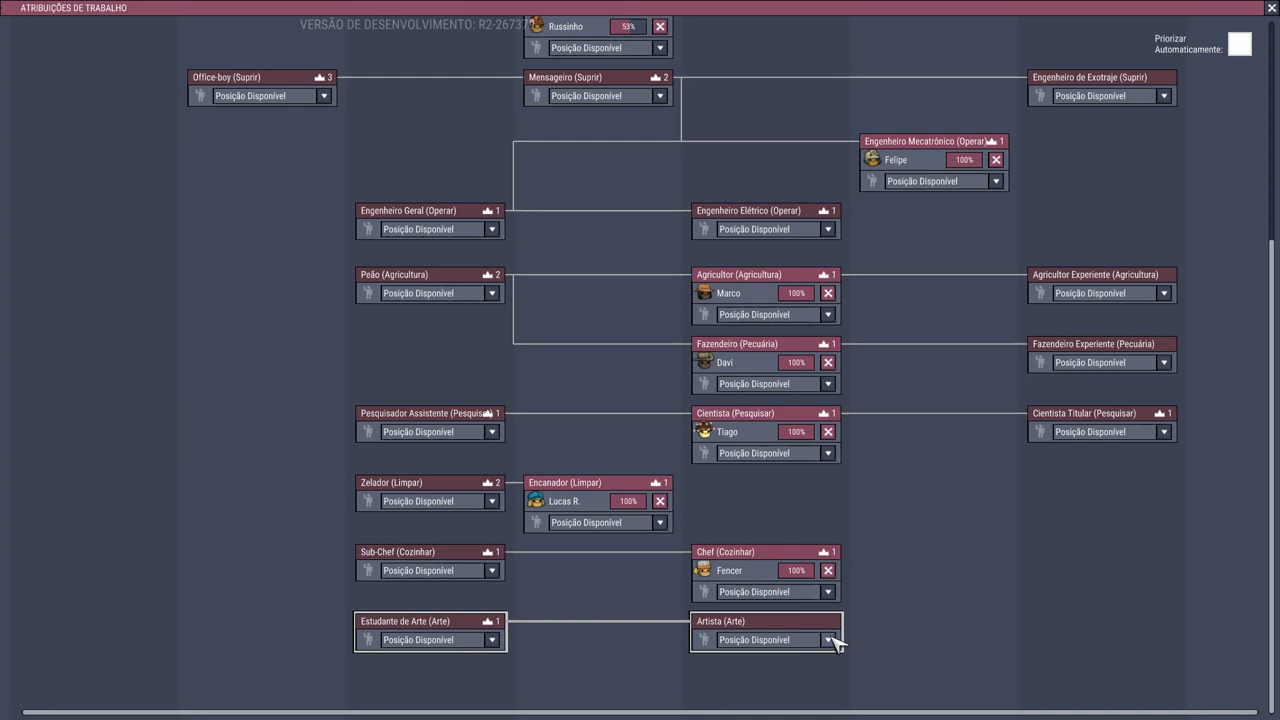 ATRIBUIÇÕES DE TRABALHO
VERSÃO DE DESENVOLVIMENTO: R2-26737
Russinho 53%
Posição Disponível
Priorizar
Automaticamente:
Office-boy (Suprir) 3
Posição Disponível
Mensageiro (Suprir) 2
Posição Disponível
Engenheiro de Exotraje (Suprir)
Posição Disponível
Engenheiro Mecatrônico (Operar) 1
Felipe 100%
Posição Disponível
Engenheiro Geral (Operar) 1
Posição Disponível
Engenheiro Elétrico (Operar) 1
Posição Disponível
Peão (Agricultura) 2
Posição Disponível
Agricultor (Agricultura) 1
Marco 100%
Posição Disponível
Agricultor Experiente (Agricultura)
Posição Disponível
Fazendeiro (Pecuária) 1
Davi 100%
Posição Disponível
Fazendeiro Experiente (Pecuária)
Posição Disponível
Pesquisador Assistente (Pesquisar) 1
Posição Disponível
Cientista (Pesquisar) 1
Tiago 100%
Posição Disponível
Cientista Titular (Pesquisar) 1
Posição Disponível
Zelador (Limpar) 2
Posição Disponível
Encanador (Limpar) 1
Lucas R. 100%
Posição Disponível
Sub-Chef (Cozinhar) 1
Posição Disponível
Chef (Cozinhar) 1
Fencer 100%
Posição Disponível
Estudante de Arte (Arte) 1
Posição Disponível
Artista (Arte)
Posição Disponível